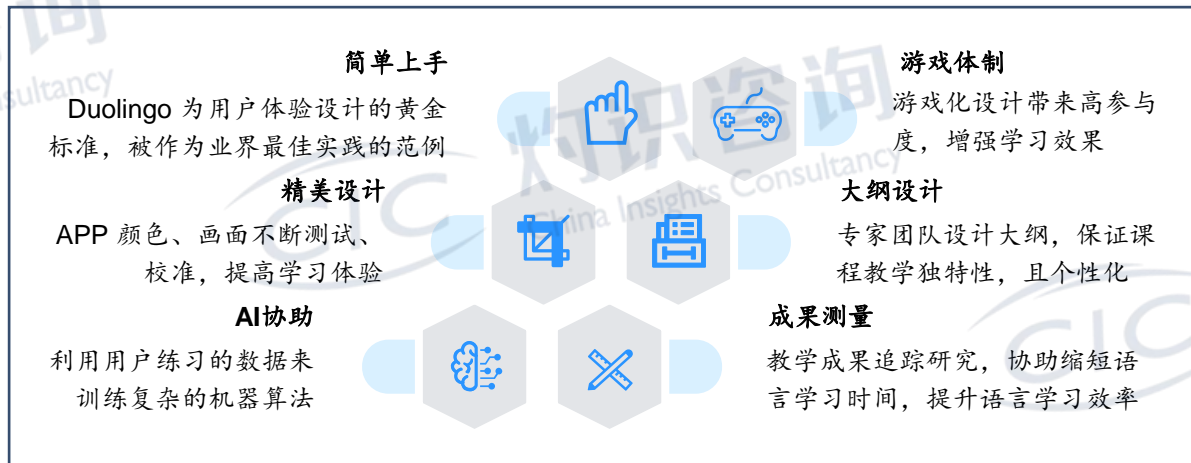 简单上手
Duolingo 为用户体验设计的黄金
标准，被作为业界最佳实践的范例
游戏体制
游戏化设计带来高参与
度，增强学习效果
精美设计
APP 颜色、画面不断测试、
校准，提高学习体验
大纲设计
专家团队设计大纲，保证课
程教学独特性，且个性化
AI协助
利用用户练习的数据来
训练复杂的机器算法
成果测量
教学成果追踪研究，协助缩短语
言学习时间，提升语言学习效率
灼识咨询
China Insights Consultancy
CIC
CIC
询
nsultancy